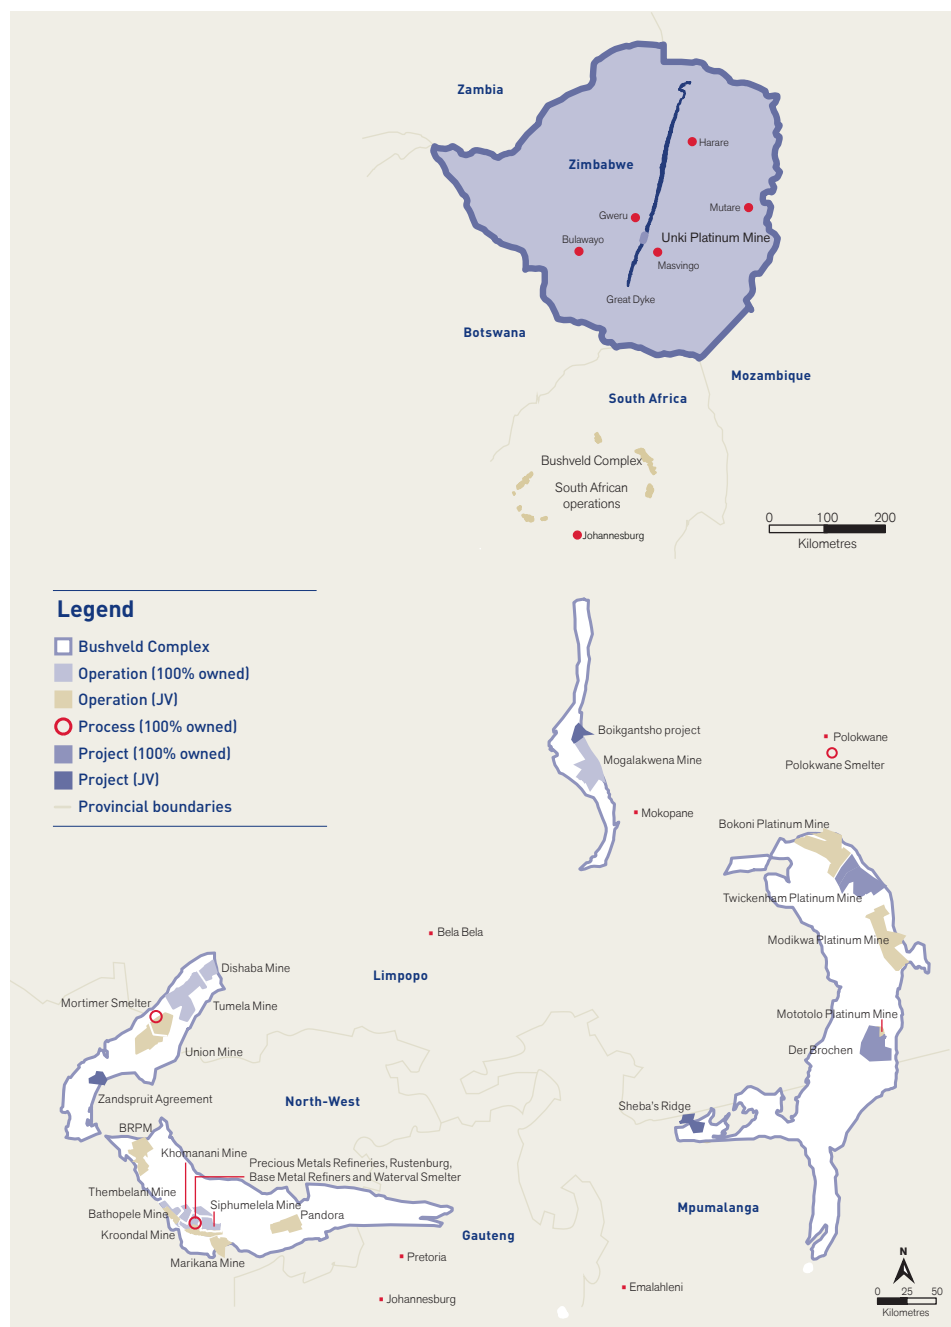 Zambia
Zimbabwe
Harare
Mutare
Gweru
Unki Platinum Mine
Bulawayo
Masvingo
Great Dyke
Botswana
Mozambique
South Africa
Bushveld Complex
South African
operations
Johannesburg
0 100 200
Kilometres
Legend
Bushveld Complex
Operation (100% owned)
Operation (JV)
Process (100% owned)
Project (100% owned)
Project (JV)
Provincial boundaries
Boikgantsho project
Mogalakwena Mine
Mokopane
Polokwane
Polokwane Smelter
Bokoni Platinum Mine
Twickenham Platinum Mine
Modikwa Platinum Mine
Mototolo Platinum Mine
Der Brochen
Sheba's Ridge
Bela Bela
Limpopo
Dishaba Mine
Mortimer Smelter
Tumela Mine
Union Mine
Zandspruit Agreement
North-West
BRPM
Khomanani Mine
Precious Metals Refineries, Rustenburg,
Base Metal Refiners and Waterval Smelter
Thembelani Mine
Siphumelela Mine
Bathopele Mine
Pandora
Kroondal Mine
Marikana Mine
Gauteng
Mpumalanga
Pretoria
Johannesburg
Emalahleni
N
0 25 50
Kilometres